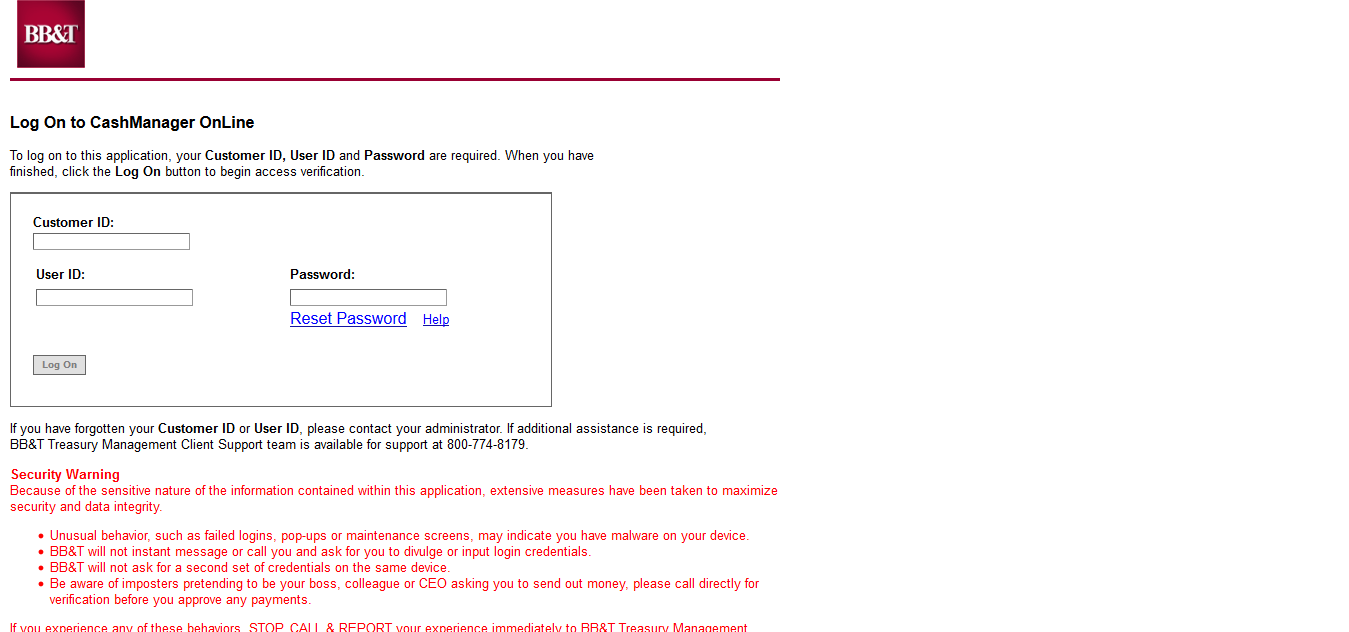 BB&T
Log On to CashManager OnLine
To log on to this application, your Customer ID, User ID and Password are required. When you have
finished, click the Log On button to begin access verification.
Customer ID:
User ID:
Password:
Reset Password Help
Log On
If you have forgotten your Customer ID or User ID, please contact your administrator. If additional assistance is required,
BB&T Treasury Management Client Support team is available for support at 800-774-8179.
Security Warning
Because of the sensitive nature of the information contained within this application, extensive measures have been taken to maximize
security and data integrity.
• Unusual behavior, such as failed logins, pop-ups or maintenance screens, may indicate you have malware on your device.
• BB&T will not instant message or call you and ask for you to divulge or input login credentials.
• BB&T will not ask for a second set of credentials on the same device.
• Be aware of imposters pretending to be your boss, colleague or CEO asking you to send out money, please call directly for
verification before you approve any payments.
If you experience any of these behaviors, STOP, CALL & REPORT your experience immediately to BB&T Treasury Management